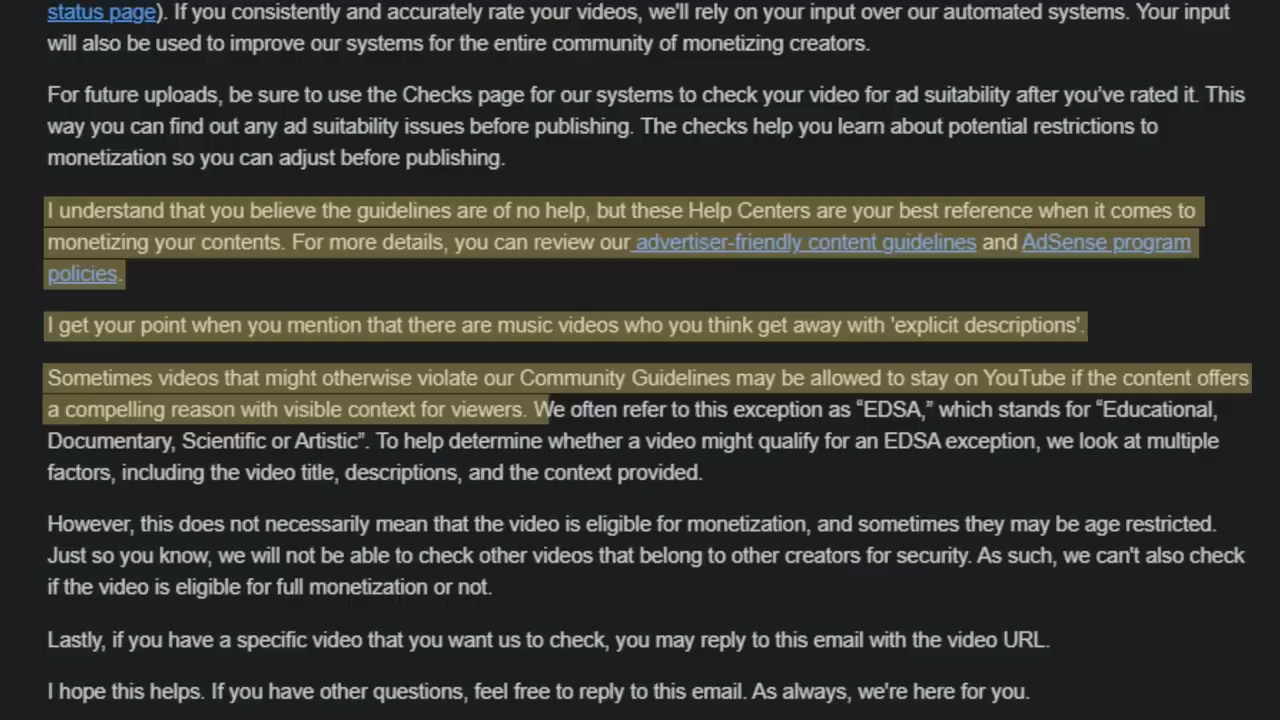 status page). If you consistently and accurately rate your videos, we'll rely on your input over our automated systems. Your input
will also be used to improve our systems for the entire community of monetizing creators.
For future uploads, be sure to use the Checks page for our systems to check your video for ad suitability after you've rated it. This
way you can find out any ad suitability issues before publishing. The checks help you learn about potential restrictions to
monetization so you can adjust before publishing.
I understand that you believe the guidelines are of no help, but these Help Centers are your best reference when it comes to
monetizing your contents. For more details, you can review our advertiser-friendly content guidelines and AdSense program
policies.
I get your point when you mention that there are music videos who you think get away with 'explicit descriptions'.
Sometimes videos that might otherwise violate our Community Guidelines may be allowed to stay on YouTube if the content offers
a compelling reason with visible context for viewers. We often refer to this exception as “EDSA,” which stands for “Educational,
Documentary, Scientific or Artistic”. To help determine whether a video might qualify for an EDSA exception, we look at multiple
factors, including the video title, descriptions, and the context provided.
However, this does not necessarily mean that the video is eligible for monetization, and sometimes they may be age restricted.
Just so you know, we will not be able to check other videos that belong to other creators for security. As such, we can't also check
if the video is eligible for full monetization or not.
Lastly, if you have a specific video that you want us to check, you may reply to this email with the video URL.
I hope this helps. If you have other questions, feel free to reply to this email. As always, we're here for you.